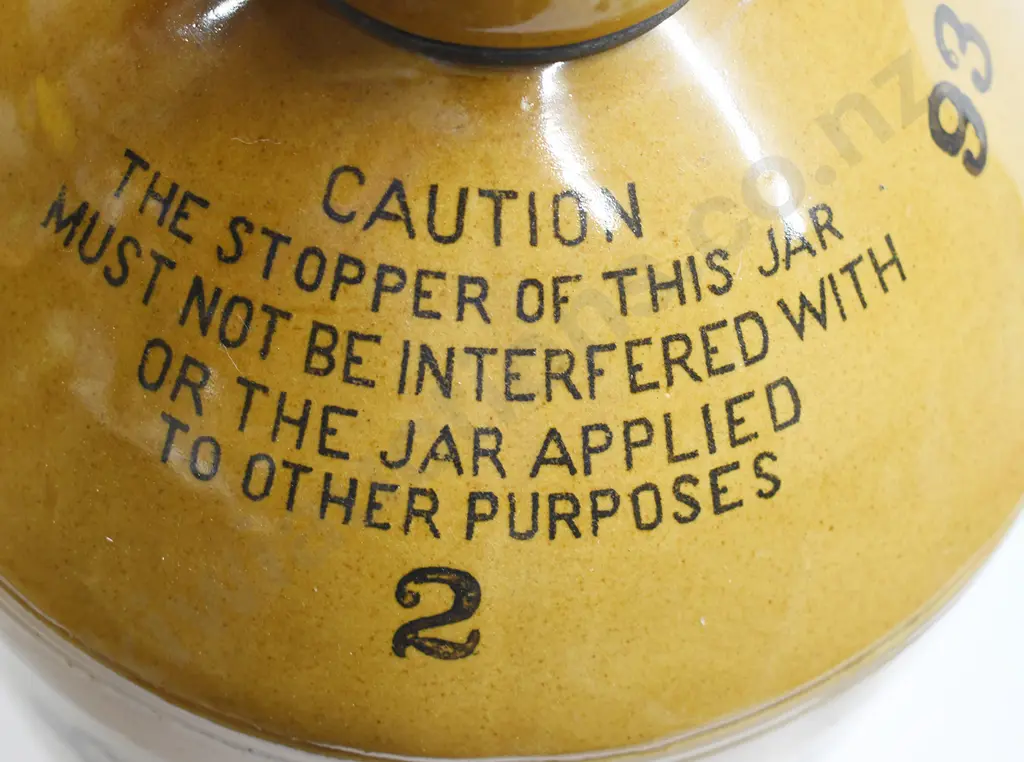 CAUTION
THE STOPPER OF THIS JAR
MUST NOT BE INTERFERED WITH
OR THE JAR APPLIED
TO OTHER PURPOSES
2
93